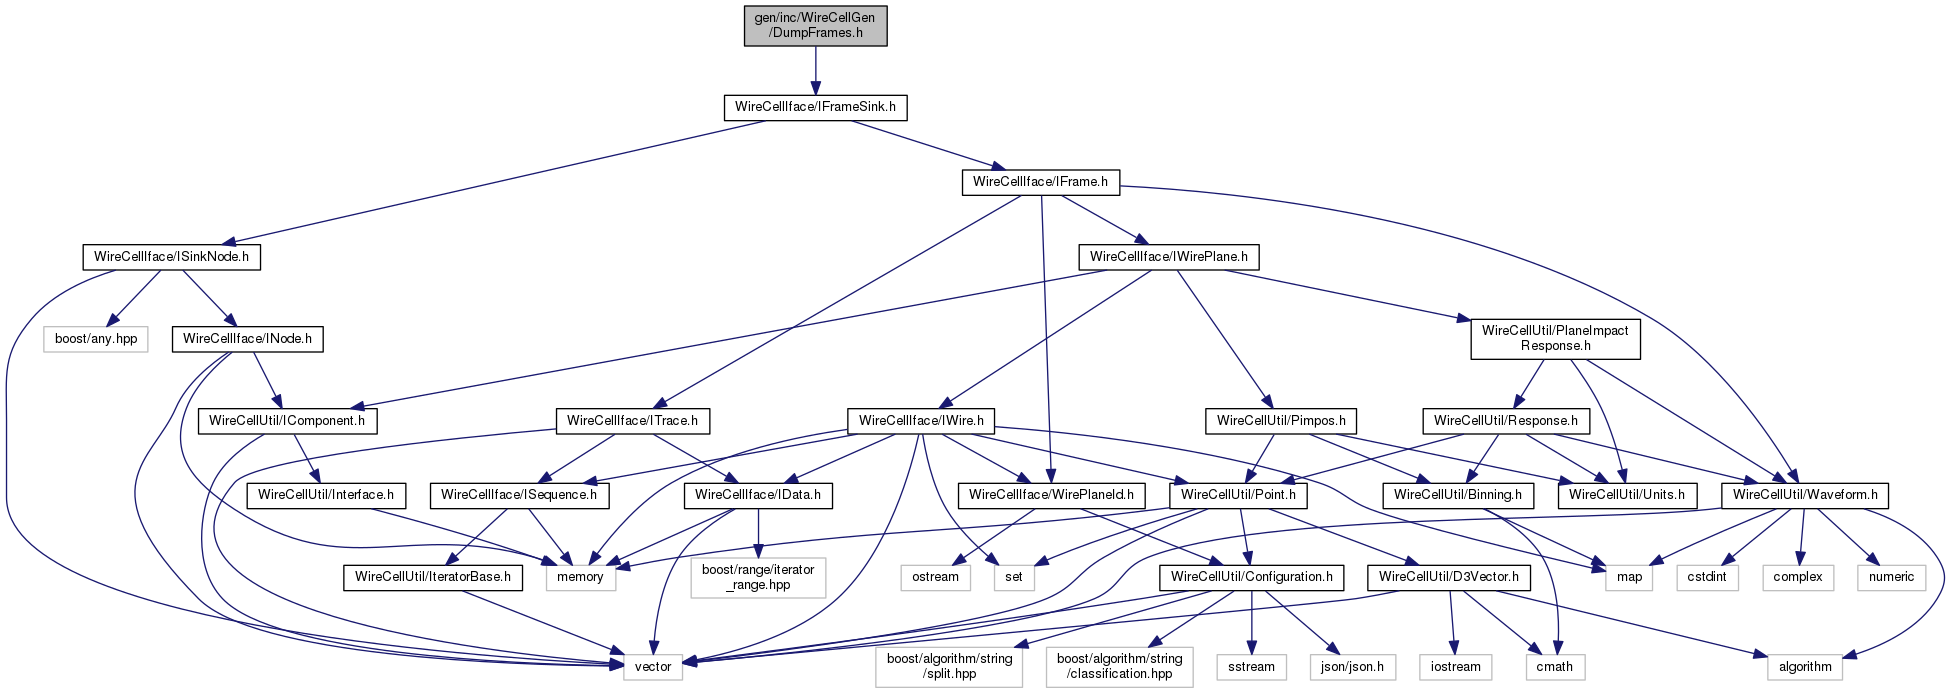 gen/inc/WireCellGen
/DumpFrames.h
WireCellIface/IFrameSink.h
WireCellIface/IFrame.h
WireCellIface/ISinkNode.h
WireCellIface/IWirePlane.h
boost/any.hpp
WireCellIface/INode.h
WireCellUtil/PlaneImpact
Response.h
WireCellUtil/IComponent.h
WireCellIface/ITrace.h
WireCellIface/IWire.h
WireCellUtil/Pimpos.h
WireCellUtil/Response.h
WireCellUtil/Interface.h
WireCellIface/ISequence.h
WireCellIface/IData.h
WireCellIface/WirePlaneId.h
WireCellUtil/Point.h
WireCellUtil/Binning.h
WireCellUtil/Units.h
WireCellUtil/Waveform.h
WireCellUtil/IteratorBase.h
memory
boost/range/iterator
_range.hpp
ostream
set
WireCellUtil/Configuration.h
WireCellUtil/D3Vector.h
map
cstdint
complex
numeric
vector
boost/algorithm/string
/split.hpp
boost/algorithm/string
/classification.hpp
sstream
json/json.h
iostream
cmath
algorithm